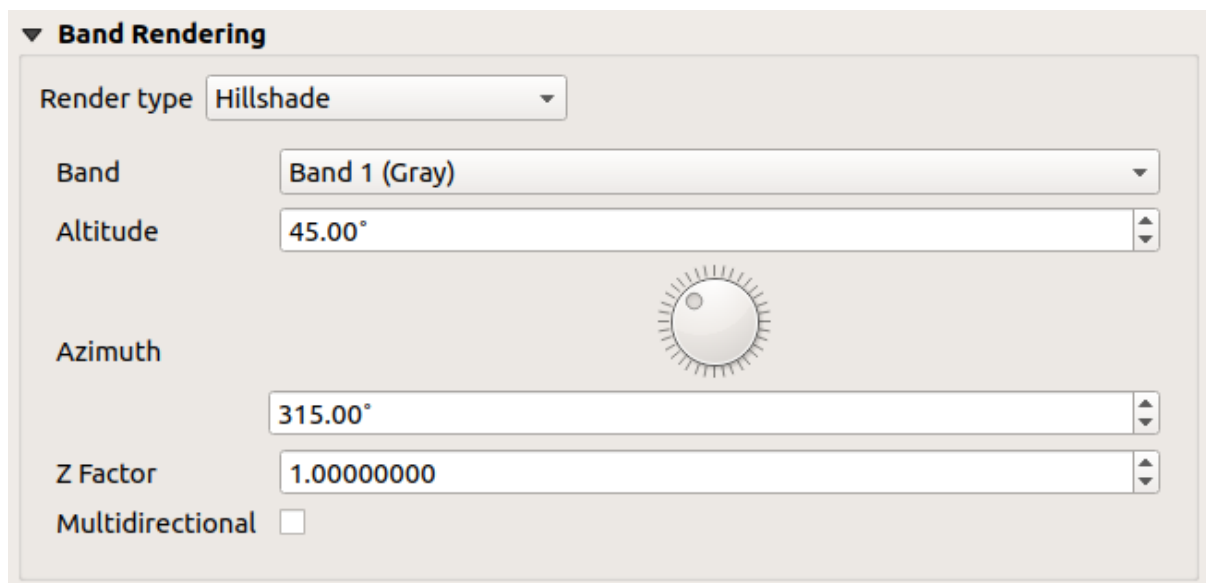 Band Rendering
Render type Hillshade
Band Band 1 (Gray)
Altitude 45.00°
Azimuth
315.00°
Z Factor 1.00000000
Multidirectional